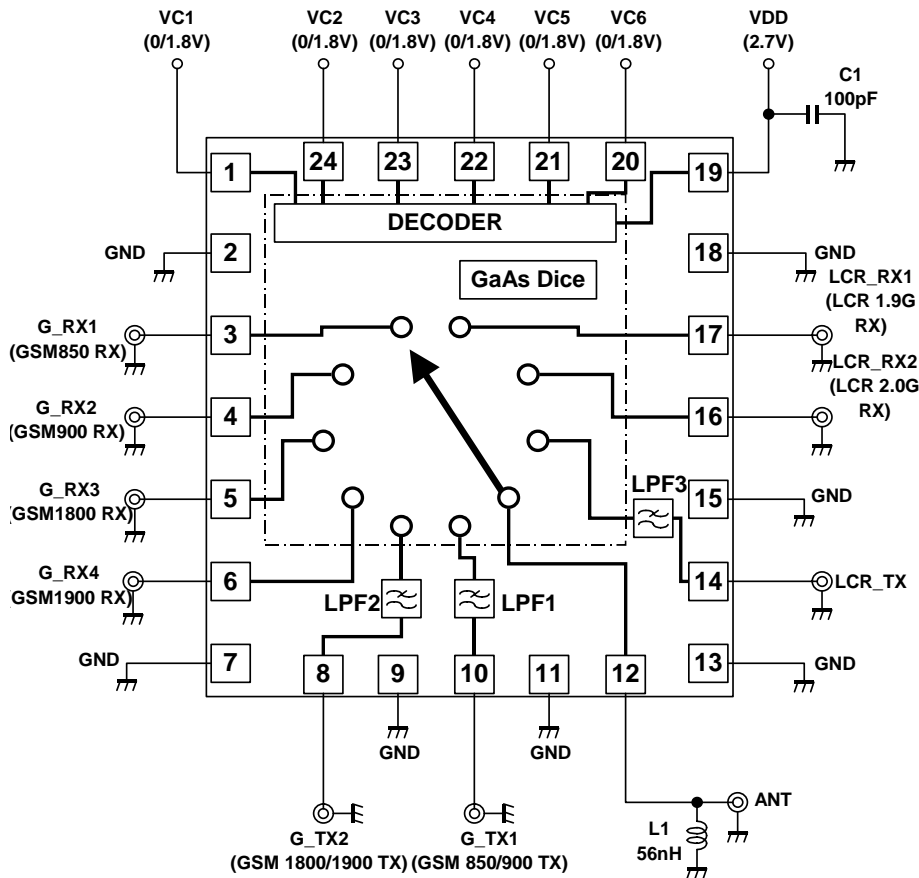 VC1
(0/1.8V)
VC2
(0/1.8V)
VC3
(0/1.8V)
VC4
(0/1.8V)
VC5
(0/1.8V)
VC6
(0/1.8V)
VDD
(2.7V)
C1
100pF
1
24
23
22
21
20
19
DECODER
GND
2
18
GND
GaAs Dice
LCR_RX1
(LCR 1.9G
RX)
G_RX1
(GSM850 RX)
3
17
LCR_RX2
(LCR 2.0G
RX)
G_RX2
(GSM900 RX)
4
16
G_RX3
(GSM1800 RX)
5
LPF3
15
GND
G_RX4
(GSM1900 RX)
6
LPF2
LPF1
14
LCR_TX
GND
7
8
9
10
11
12
13
GND
GND
GND
G_TX2
(GSM 1800/1900 TX)
G_TX1
(GSM 850/900 TX)
L1
56nH
ANT